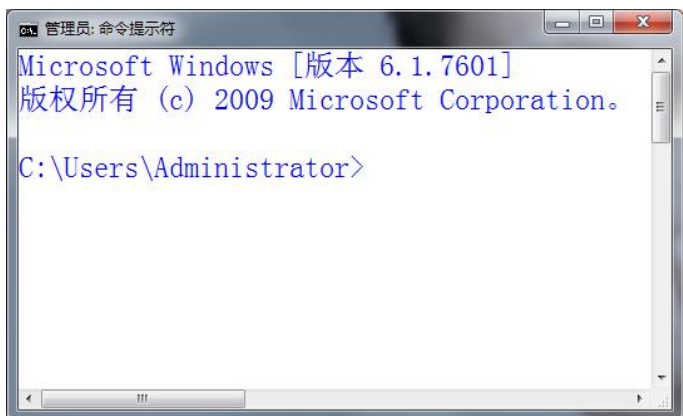 管理员: 命令提示符
Microsoft Windows [版本 6.1.7601]
版权所有 (c) 2009 Microsoft Corporation。
C:\Users\Administrator>